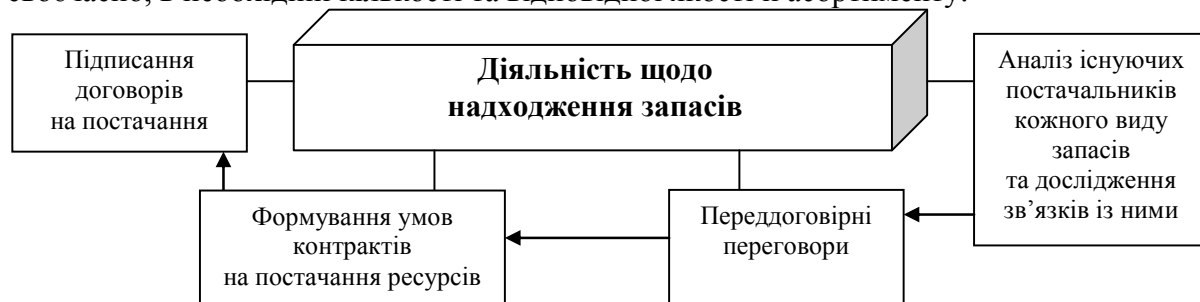 Діяльність щодо
надходження запасів
Підписання
договорів
на постачання
Аналіз існуючих
постачальників
кожного виду
запасів
та дослідження
зв’язків із ними
Формування умов
контрактів
на постачання ресурсів
Переддоговірні
переговори